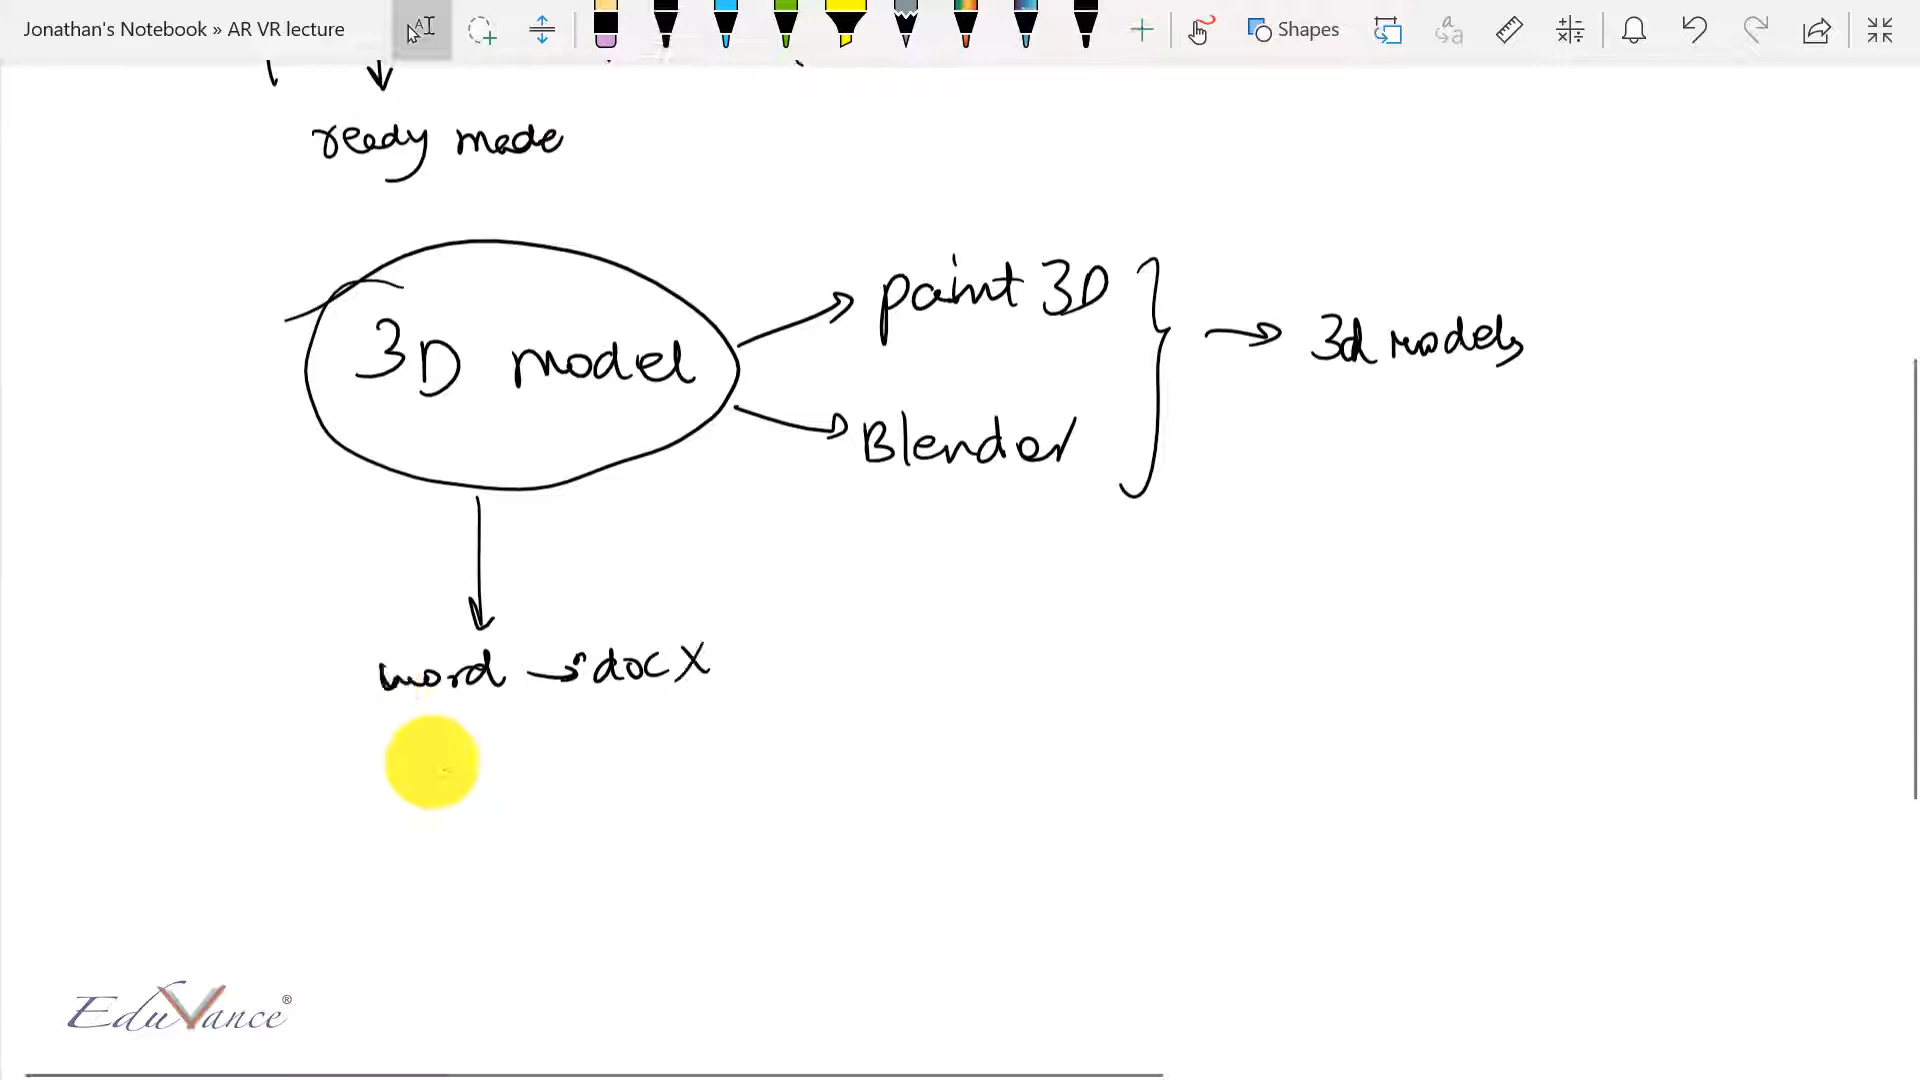 Jonathan's Notebook » AR VR lecture
Shapes
ready made
3D model
paint 3D
Blender
3d models
word → docX
EduVance®